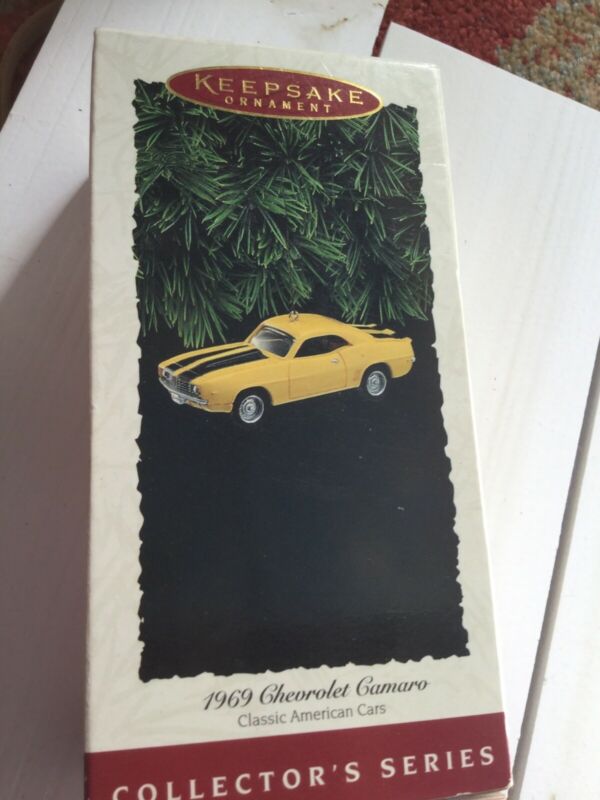 KEEPSAKE
ORNAMENT
1969 Chevrolet Camaro
Classic American Cars
COLLECTOR'S SERIES